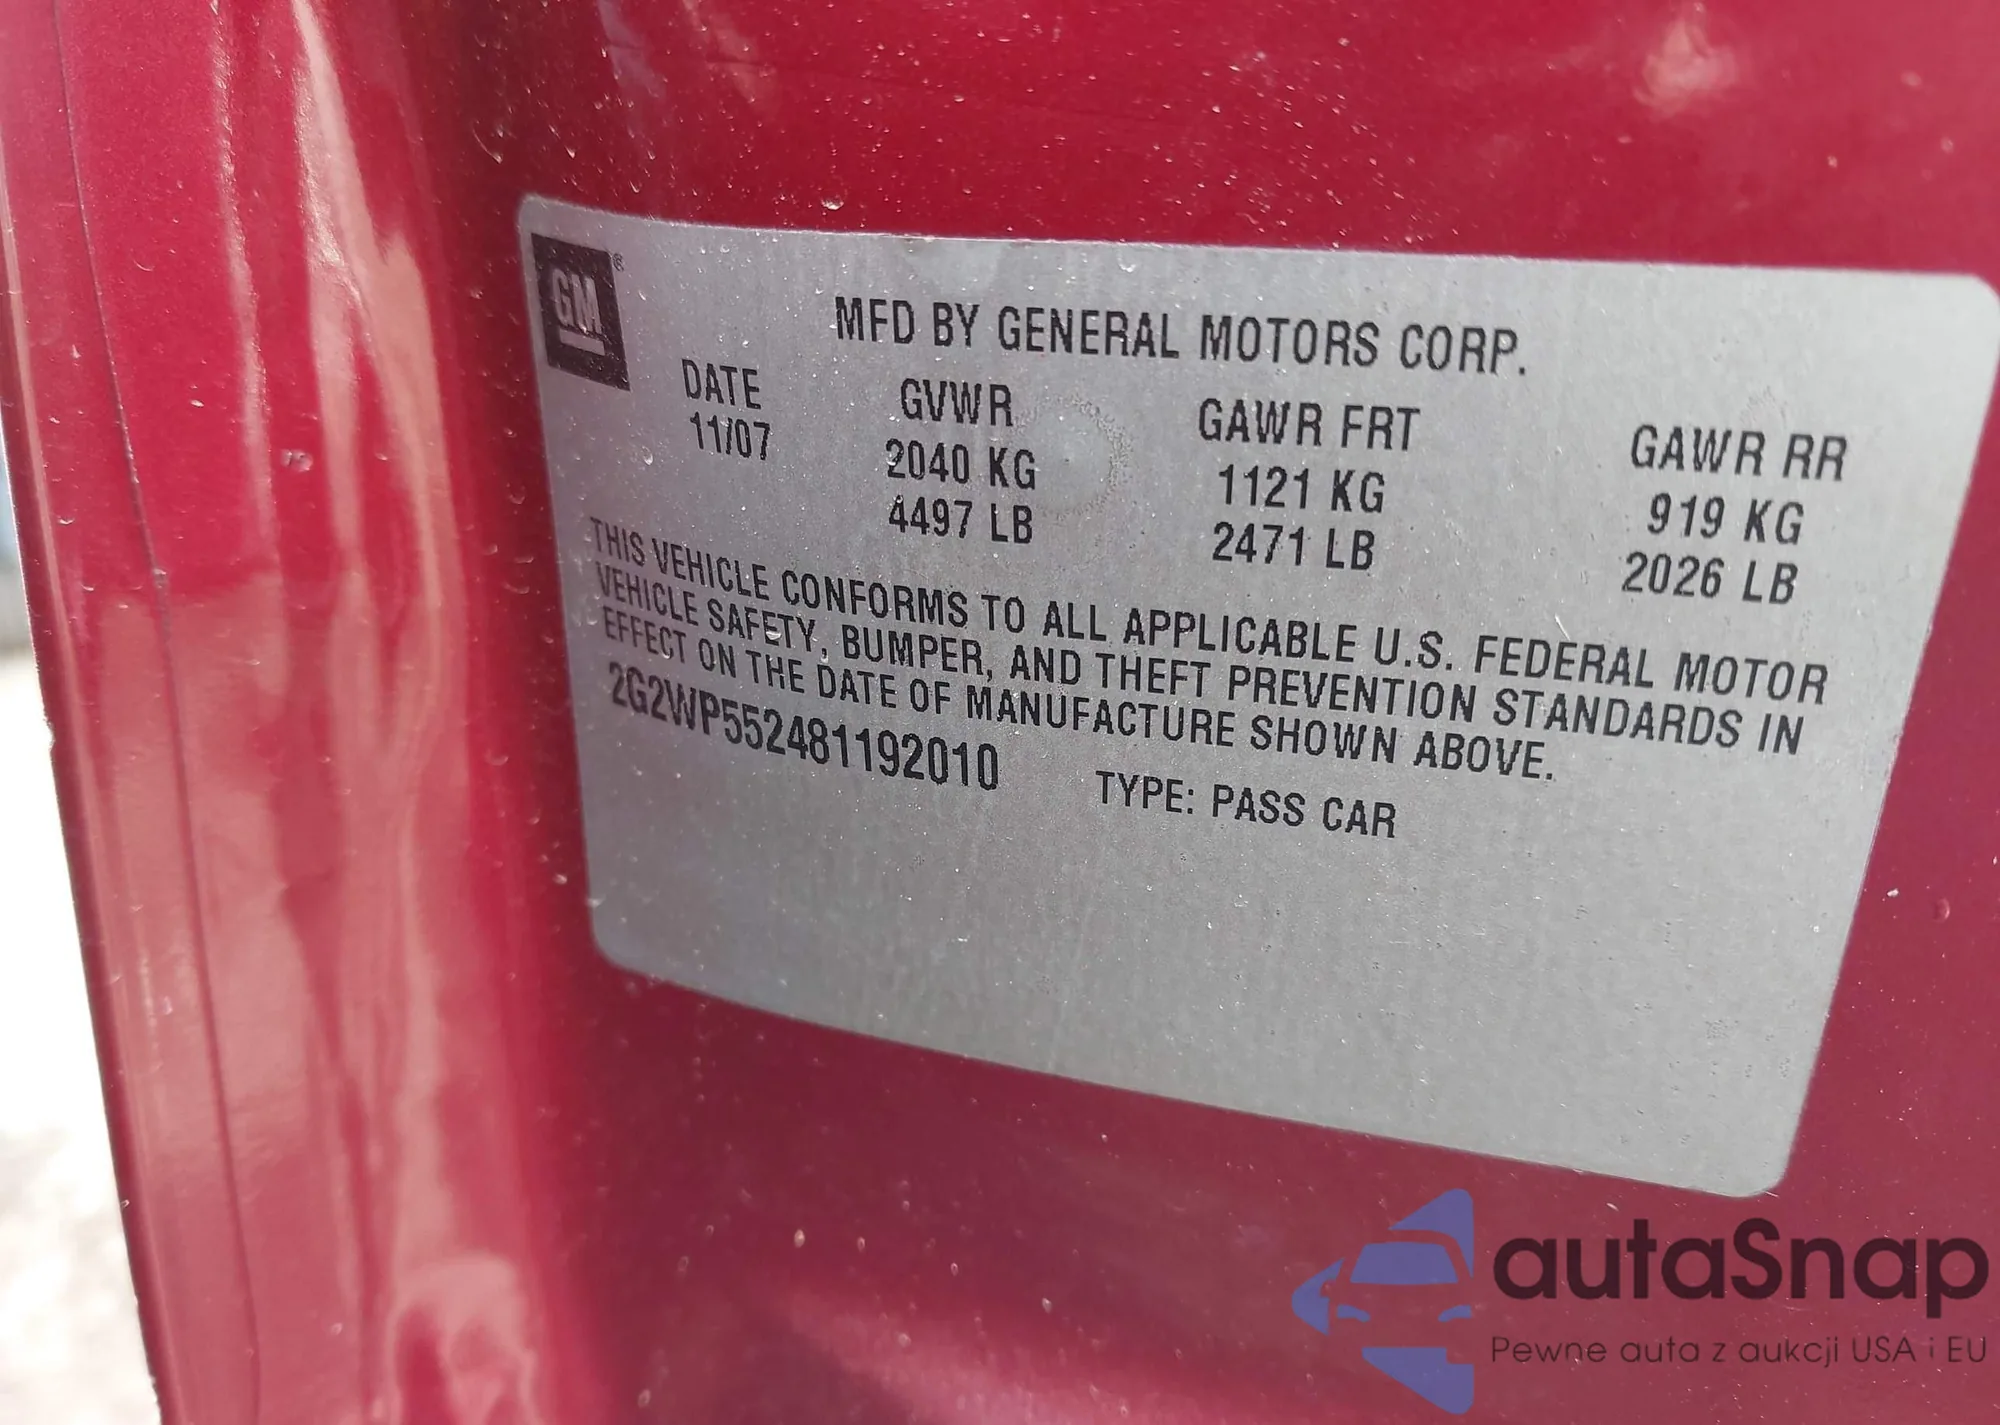 GM ®
MFD BY GENERAL MOTORS CORP.
DATE GVWR GAWR FRT GAWR RR
11/07 2040 KG 1121 KG 919 KG
4497 LB 2471 LB 2026 LB
THIS VEHICLE CONFORMS TO ALL APPLICABLE U.S. FEDERAL MOTOR
VEHICLE SAFETY, BUMPER, AND THEFT PREVENTION STANDARDS IN
EFFECT ON THE DATE OF MANUFACTURE SHOWN ABOVE.
2G2WP552481192010 TYPE: PASS CAR
autaSnap
Pewne auta z aukcji USA i EU